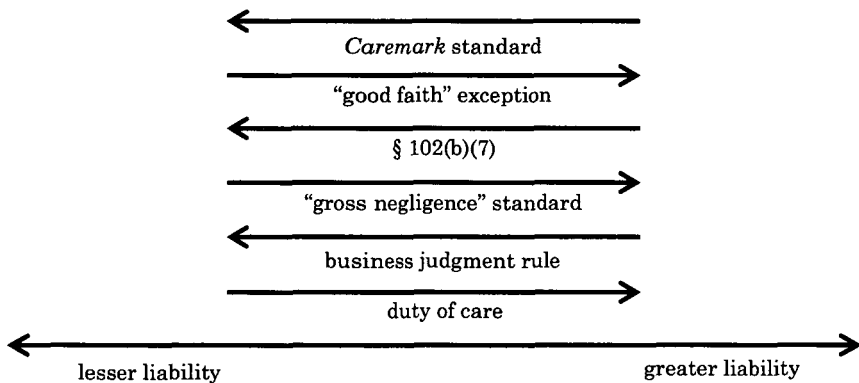 Caremark standard
“good faith” exception
§ 102(b)(7)
“gross negligence” standard
business judgment rule
duty of care
lesser liability
greater liability